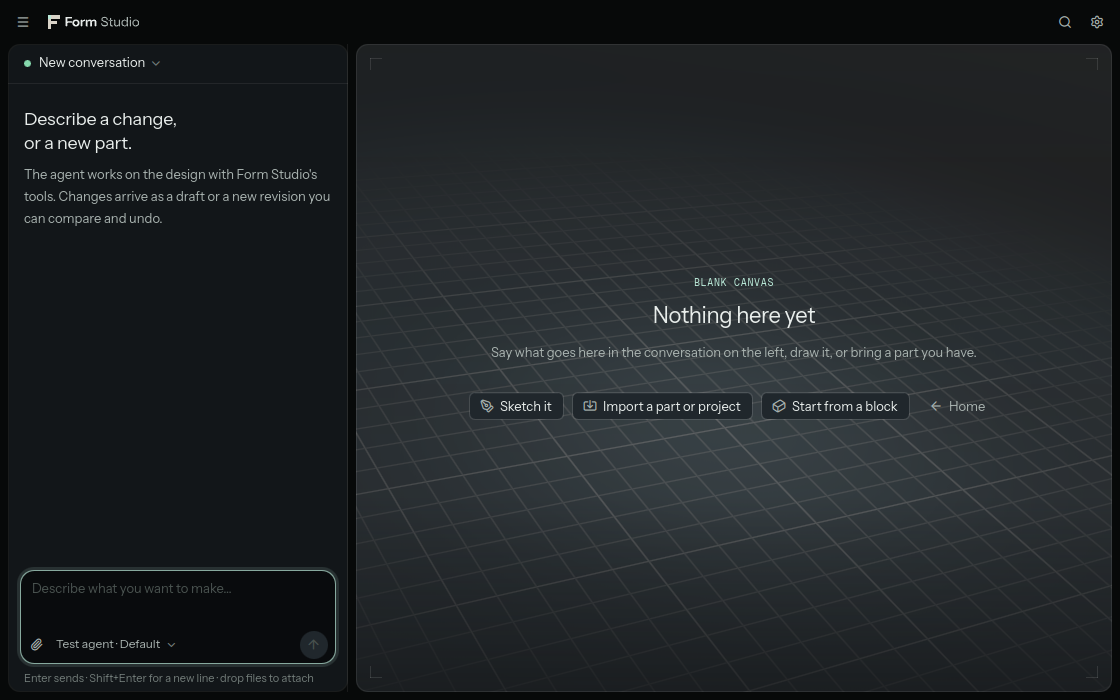 Form Studio
New conversation
Describe a change,
or a new part.
The agent works on the design with Form Studio's
tools. Changes arrive as a draft or a new revision you
can compare and undo.
Describe what you want to make...
Test agent · Default
Enter sends · Shift+Enter for a new line · drop files to attach
BLANK CANVAS
Nothing here yet
Say what goes here in the conversation on the left, draw it, or bring a part you have.
Sketch it
Import a part or project
Start from a block
Home